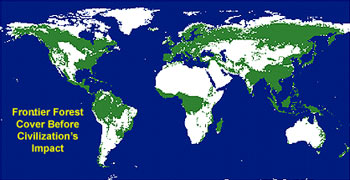 Frontier Forest
Cover Before
Civilization's
Impact